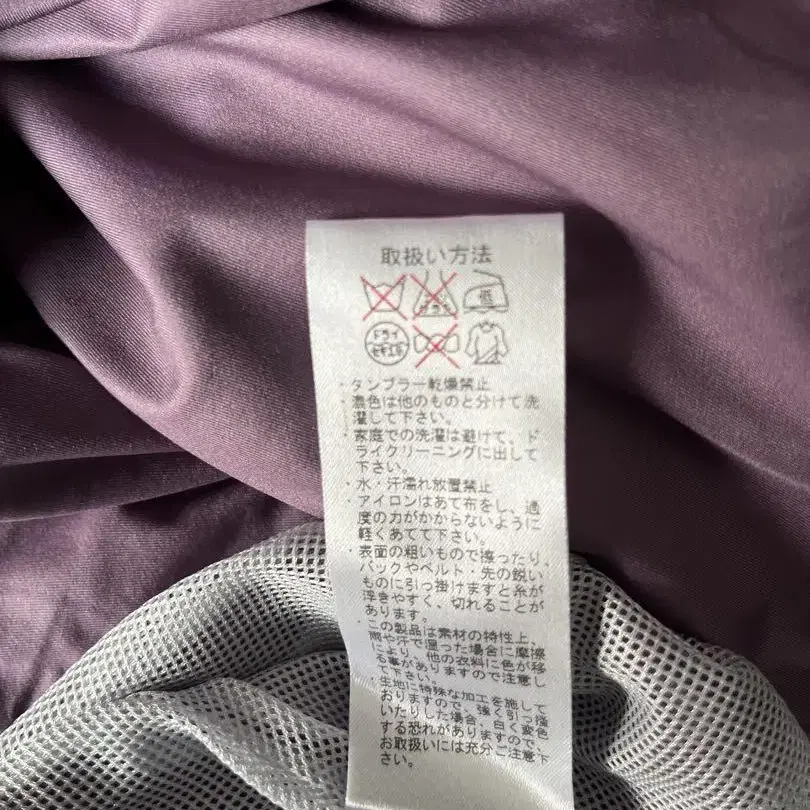 取扱い方法
低
ドライ
セキユ系
・タンブラー乾燥禁止
・濃色は他のものと分けて洗
濯して下さい。
・家庭での洗濯は避けて、ド
ライクリーニングに出して
下さい。
・水・汗濡れ放置禁止
・アイロンはあて布をし、過
度の力がかからないように
軽くあてて下さい。
・表面の粗いもので擦ったり、
バックやベルト・先の鋭い
ものに引っ掛けますと糸が
浮きやすく、切れることが
あります。
・この製品は素材の特性上、
雨や汗で湿った場合に摩擦
により、他の衣料に色が移
る事がありますので注意し
て下さい。
・生地に特殊な加工を施して
おりますので、強く引っ掻
いたりした場合、白く変色
する恐れがありますので、
お取扱いには充分ご注意下
さい。